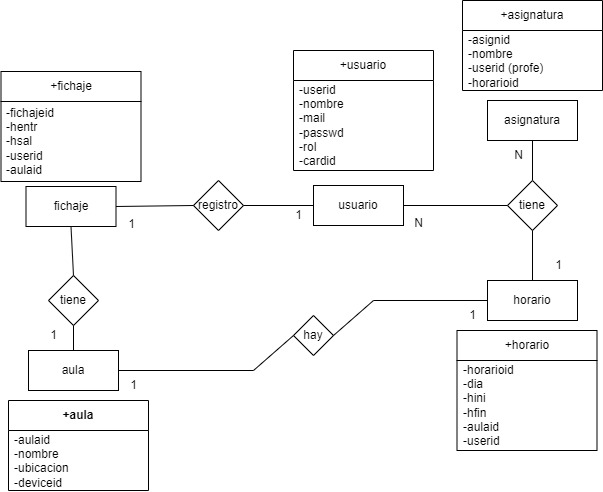 +asignatura
-asignid
-nombre
-userid (profe)
-horarioid
asignatura
N
+usuario
-userid
-nombre
-mail
-passwd
-rol
-cardid
+fichaje
-fichajeid
-hentr
-hsal
-userid
-aulaid
fichaje
1
registro
1
usuario
N
tiene
1
tiene
1
horario
1
hay
aula
1
+horario
-horarioid
-dia
-hini
-hfin
-aulaid
-userid
+aula
-aulaid
-nombre
-ubicacion
-deviceid